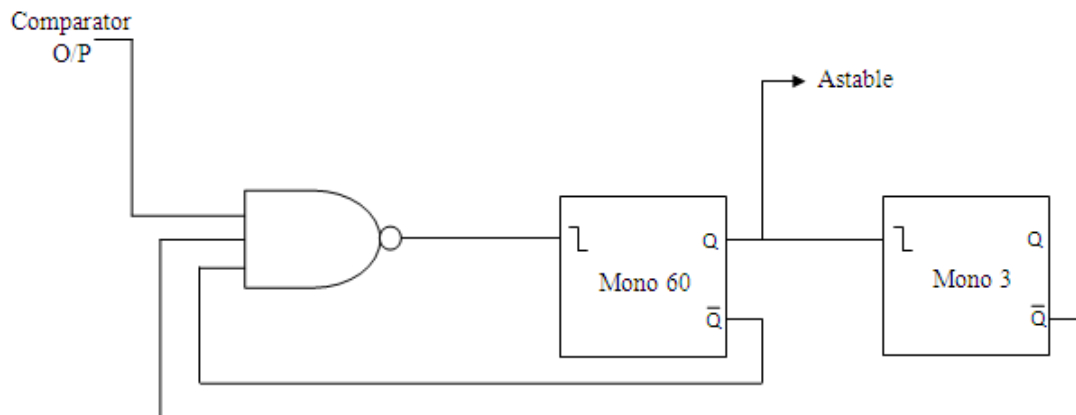 Comparator
O/P
Astable
Q
Mono 60
Q̅
Q
Mono 3
Q̅